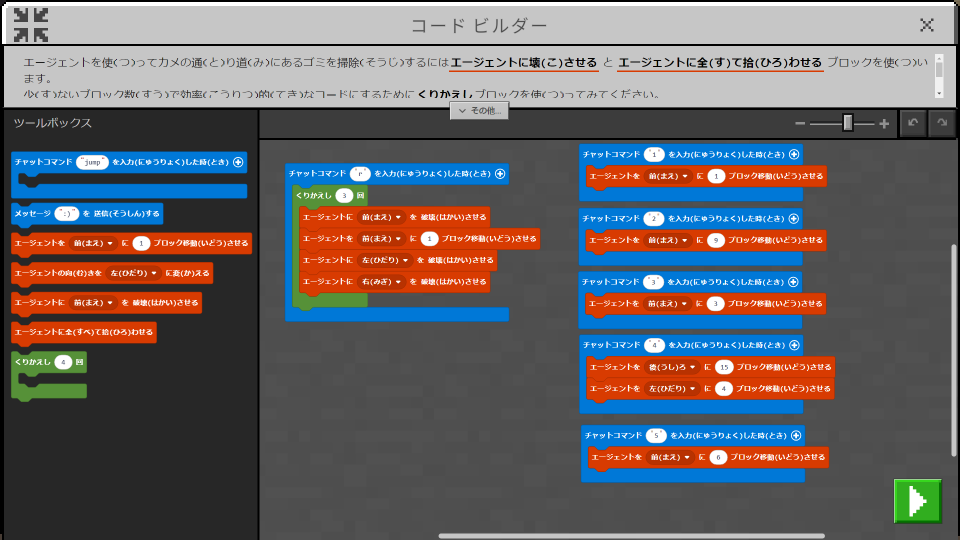 コード ビルダー
エージェントを使(つ)ってカメの通(と)り道(み)にあるゴミを掃除(そうじ)するにはエージェントに壊(こ)させる と エージェントに全(す)て拾(ひろ)わせる ブロックを使(つ)い
ます。
少(す)ないブロック数(すう)で効率(こうりつ)的(てき)なコードにするためにくりかえしブロックを使(つ)ってみてください。
その他...
ツールボックス
チャットコマンド "jump" を入力(にゅうりょく)した時(とき)
メッセージ ":)" を 送信(そうしん)する
エージェントを 前(まえ) に 1 ブロック移動(いどう)させる
エージェントの向(む)きを 左(ひだり) に変(か)える
エージェントに 前(まえ) を 破壊(はかい)させる
エージェントに全(すべ)て拾(ひろ)わせる
くりかえし 4 回
チャットコマンド "r" を入力(にゅうりょく)した時(とき)
くりかえし 3 回
エージェントに 前(まえ) を 破壊(はかい)させる
エージェントを 前(まえ) に 1 ブロック移動(いどう)させる
エージェントに 左(ひだり) を 破壊(はかい)させる
エージェントに 右(みぎ) を 破壊(はかい)させる
チャットコマンド "1" を入力(にゅうりょく)した時(とき)
エージェントを 前(まえ) に 1 ブロック移動(いどう)させる
チャットコマンド "2" を入力(にゅうりょく)した時(とき)
エージェントを 前(まえ) に 9 ブロック移動(いどう)させる
チャットコマンド "3" を入力(にゅうりょく)した時(とき)
エージェントを 前(まえ) に 3 ブロック移動(いどう)させる
チャットコマンド "4" を入力(にゅうりょく)した時(とき)
エージェントを 後(うし)ろ に 15 ブロック移動(いどう)させる
エージェントを 左(ひだり) に 4 ブロック移動(いどう)させる
チャットコマンド "5" を入力(にゅうりょく)した時(とき)
エージェントを 前(まえ) に 6 ブロック移動(いどう)させる